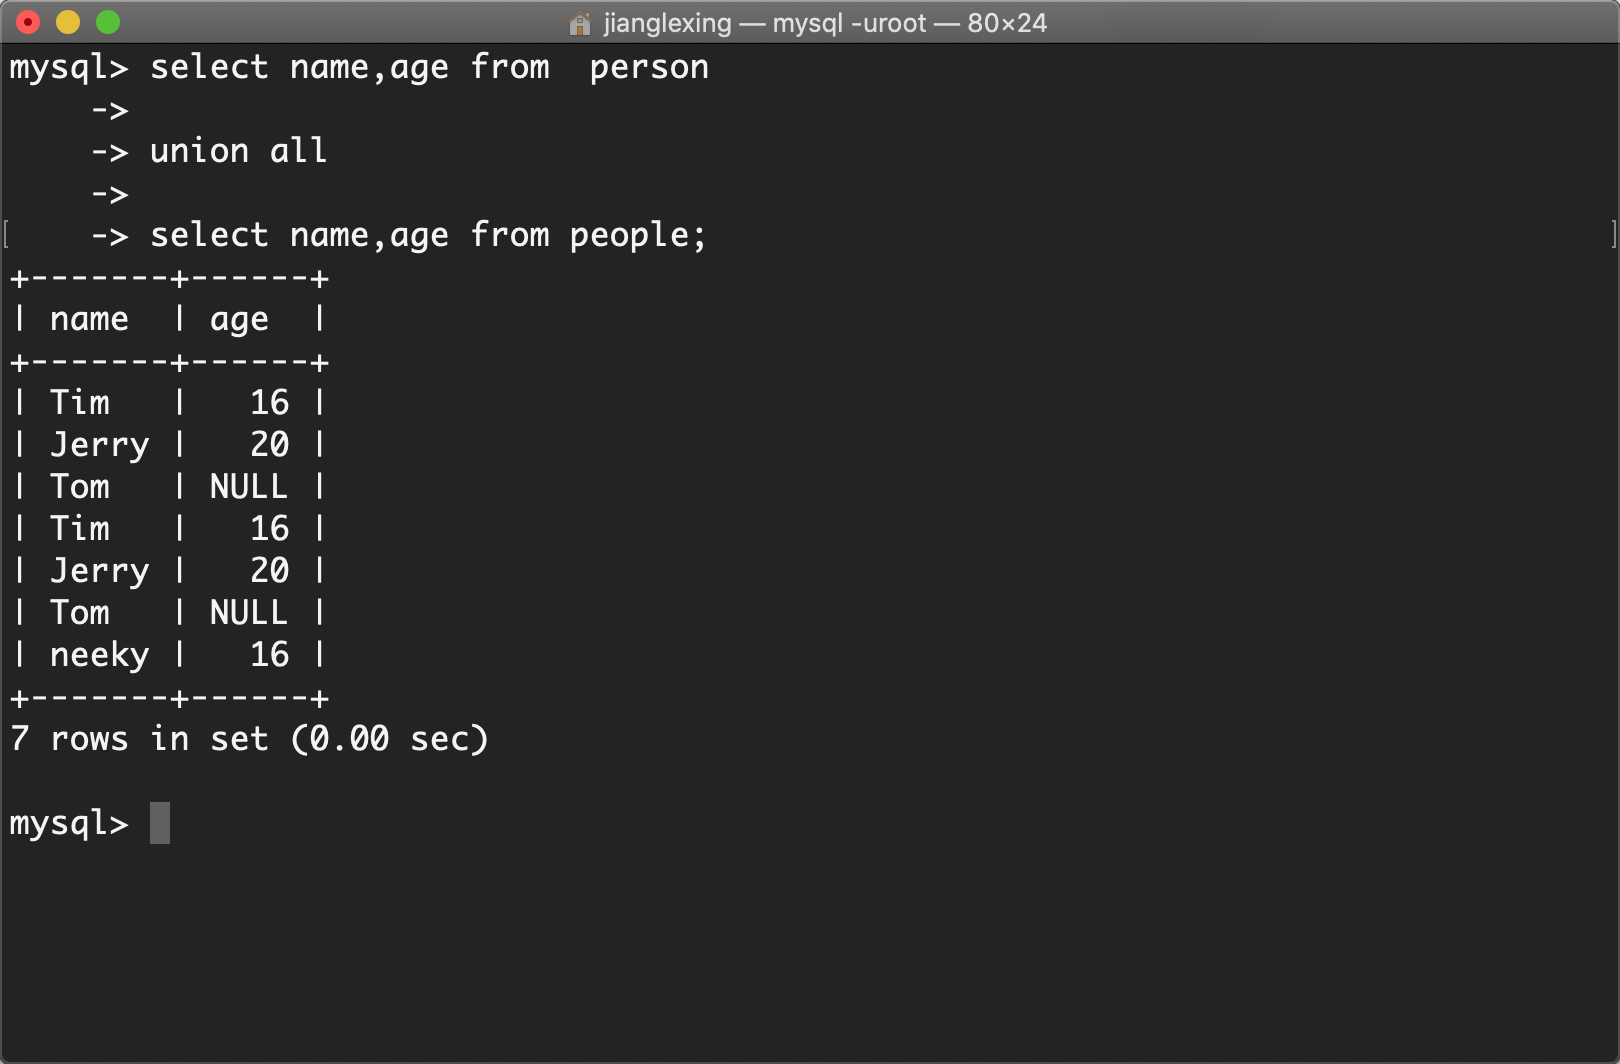 jianglexing — mysql -uroot — 80×24
mysql> select name,age from  person
    ->
    -> union all
    ->
[    -> select name,age from people;                                            ]
+-------+------+
| name  | age  |
+-------+------+
| Tim   |   16 |
| Jerry |   20 |
| Tom   | NULL |
| Tim   |   16 |
| Jerry |   20 |
| Tom   | NULL |
| neeky |   16 |
+-------+------+
7 rows in set (0.00 sec)
mysql>